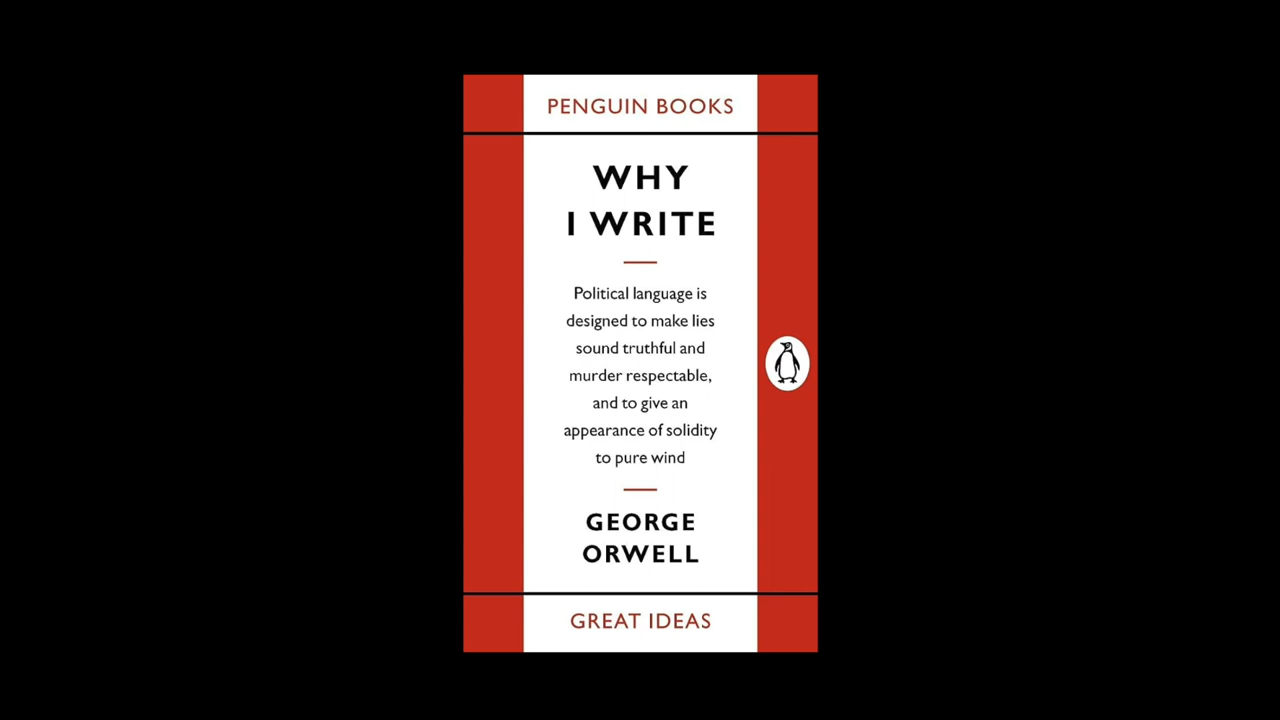 PENGUIN BOOKS
WHY
I WRITE
Political language is
designed to make lies
sound truthful and
murder respectable,
and to give an
appearance of solidity
to pure wind
GEORGE
ORWELL
GREAT IDEAS